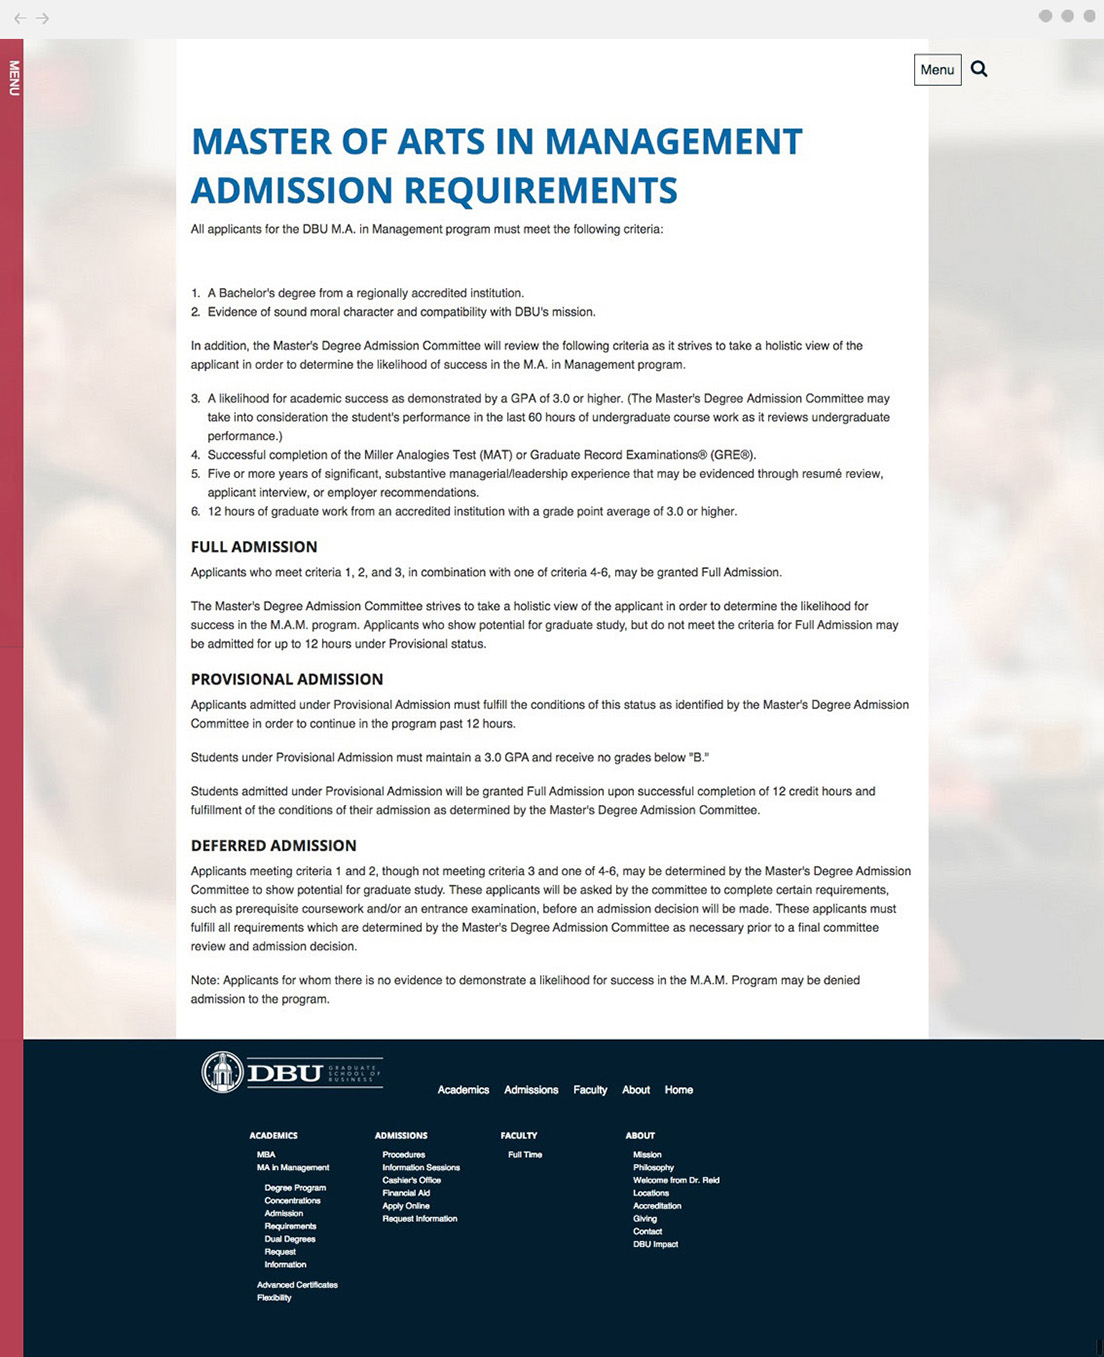 MENU
Menu
MASTER OF ARTS IN MANAGEMENT
ADMISSION REQUIREMENTS
All applicants for the DBU M.A. in Management program must meet the following criteria:
1. A Bachelor's degree from a regionally accredited institution.
2. Evidence of sound moral character and compatibility with DBU's mission.
In addition, the Master's Degree Admission Committee will review the following criteria as it strives to take a holistic view of the
applicant in order to determine the likelihood of success in the M.A. in Management program.
3. A likelihood for academic success as demonstrated by a GPA of 3.0 or higher. (The Master's Degree Admission Committee may
take into consideration the student's performance in the last 60 hours of undergraduate course work as it reviews undergraduate
performance.)
4. Successful completion of the Miller Analogies Test (MAT) or Graduate Record Examinations® (GRE®).
5. Five or more years of significant, substantive managerial/leadership experience that may be evidenced through resumé review,
applicant interview, or employer recommendations.
6. 12 hours of graduate work from an accredited institution with a grade point average of 3.0 or higher.
FULL ADMISSION
Applicants who meet criteria 1, 2, and 3, in combination with one of criteria 4-6, may be granted Full Admission.
The Master's Degree Admission Committee strives to take a holistic view of the applicant in order to determine the likelihood for
success in the M.A.M. program. Applicants who show potential for graduate study, but do not meet the criteria for Full Admission may
be admitted for up to 12 hours under Provisional status.
PROVISIONAL ADMISSION
Applicants admitted under Provisional Admission must fulfill the conditions of this status as identified by the Master's Degree Admission
Committee in order to continue in the program past 12 hours.
Students under Provisional Admission must maintain a 3.0 GPA and receive no grades below "B."
Students admitted under Provisional Admission will be granted Full Admission upon successful completion of 12 credit hours and
fulfillment of the conditions of their admission as determined by the Master's Degree Admission Committee.
DEFERRED ADMISSION
Applicants meeting criteria 1 and 2, though not meeting criteria 3 and one of 4-6, may be determined by the Master's Degree Admission
Committee to show potential for graduate study. These applicants will be asked by the committee to complete certain requirements,
such as prerequisite coursework and/or an entrance examination, before an admission decision will be made. These applicants must
fulfill all requirements which are determined by the Master's Degree Admission Committee as necessary prior to a final committee
review and admission decision.
Note: Applicants for whom there is no evidence to demonstrate a likelihood for success in the M.A.M. Program may be denied
admission to the program.
DBU
GRADUATE
SCHOOL OF
BUSINESS
Academics Admissions Faculty About Home
ACADEMICS
MBA
MA in Management
Degree Program
Concentrations
Admission
Requirements
Dual Degrees
Request
Information
Advanced Certificates
Flexibility
ADMISSIONS
Procedures
Information Sessions
Cashier's Office
Financial Aid
Apply Online
Request Information
FACULTY
Full Time
ABOUT
Mission
Philosophy
Welcome from Dr. Reid
Locations
Accreditation
Giving
Contact
DBU Impact